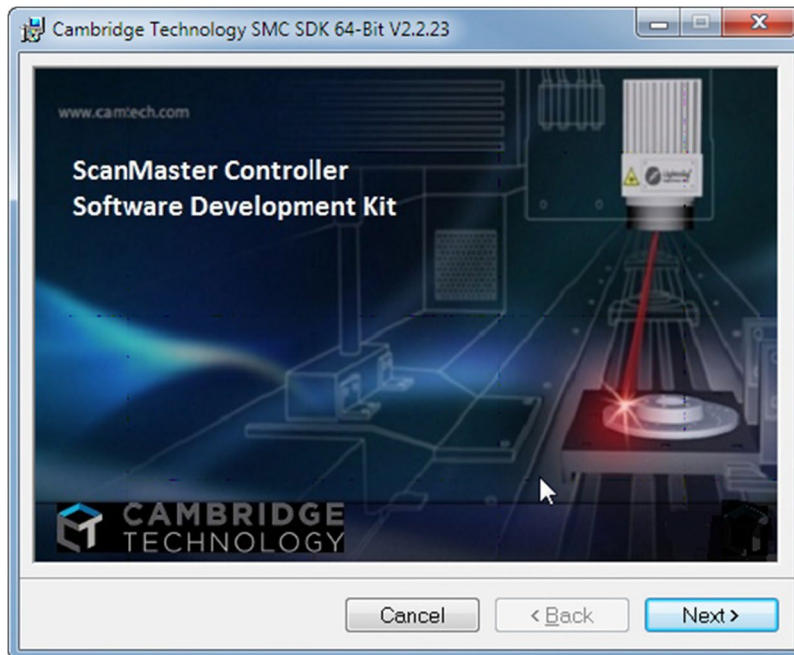 Cambridge Technology SMC SDK 64-Bit V2.2.23
www.camtech.com
ScanMaster Controller
Software Development Kit
Lightning
CAMBRIDGE
TECHNOLOGY
Cancel
< Back
Next >